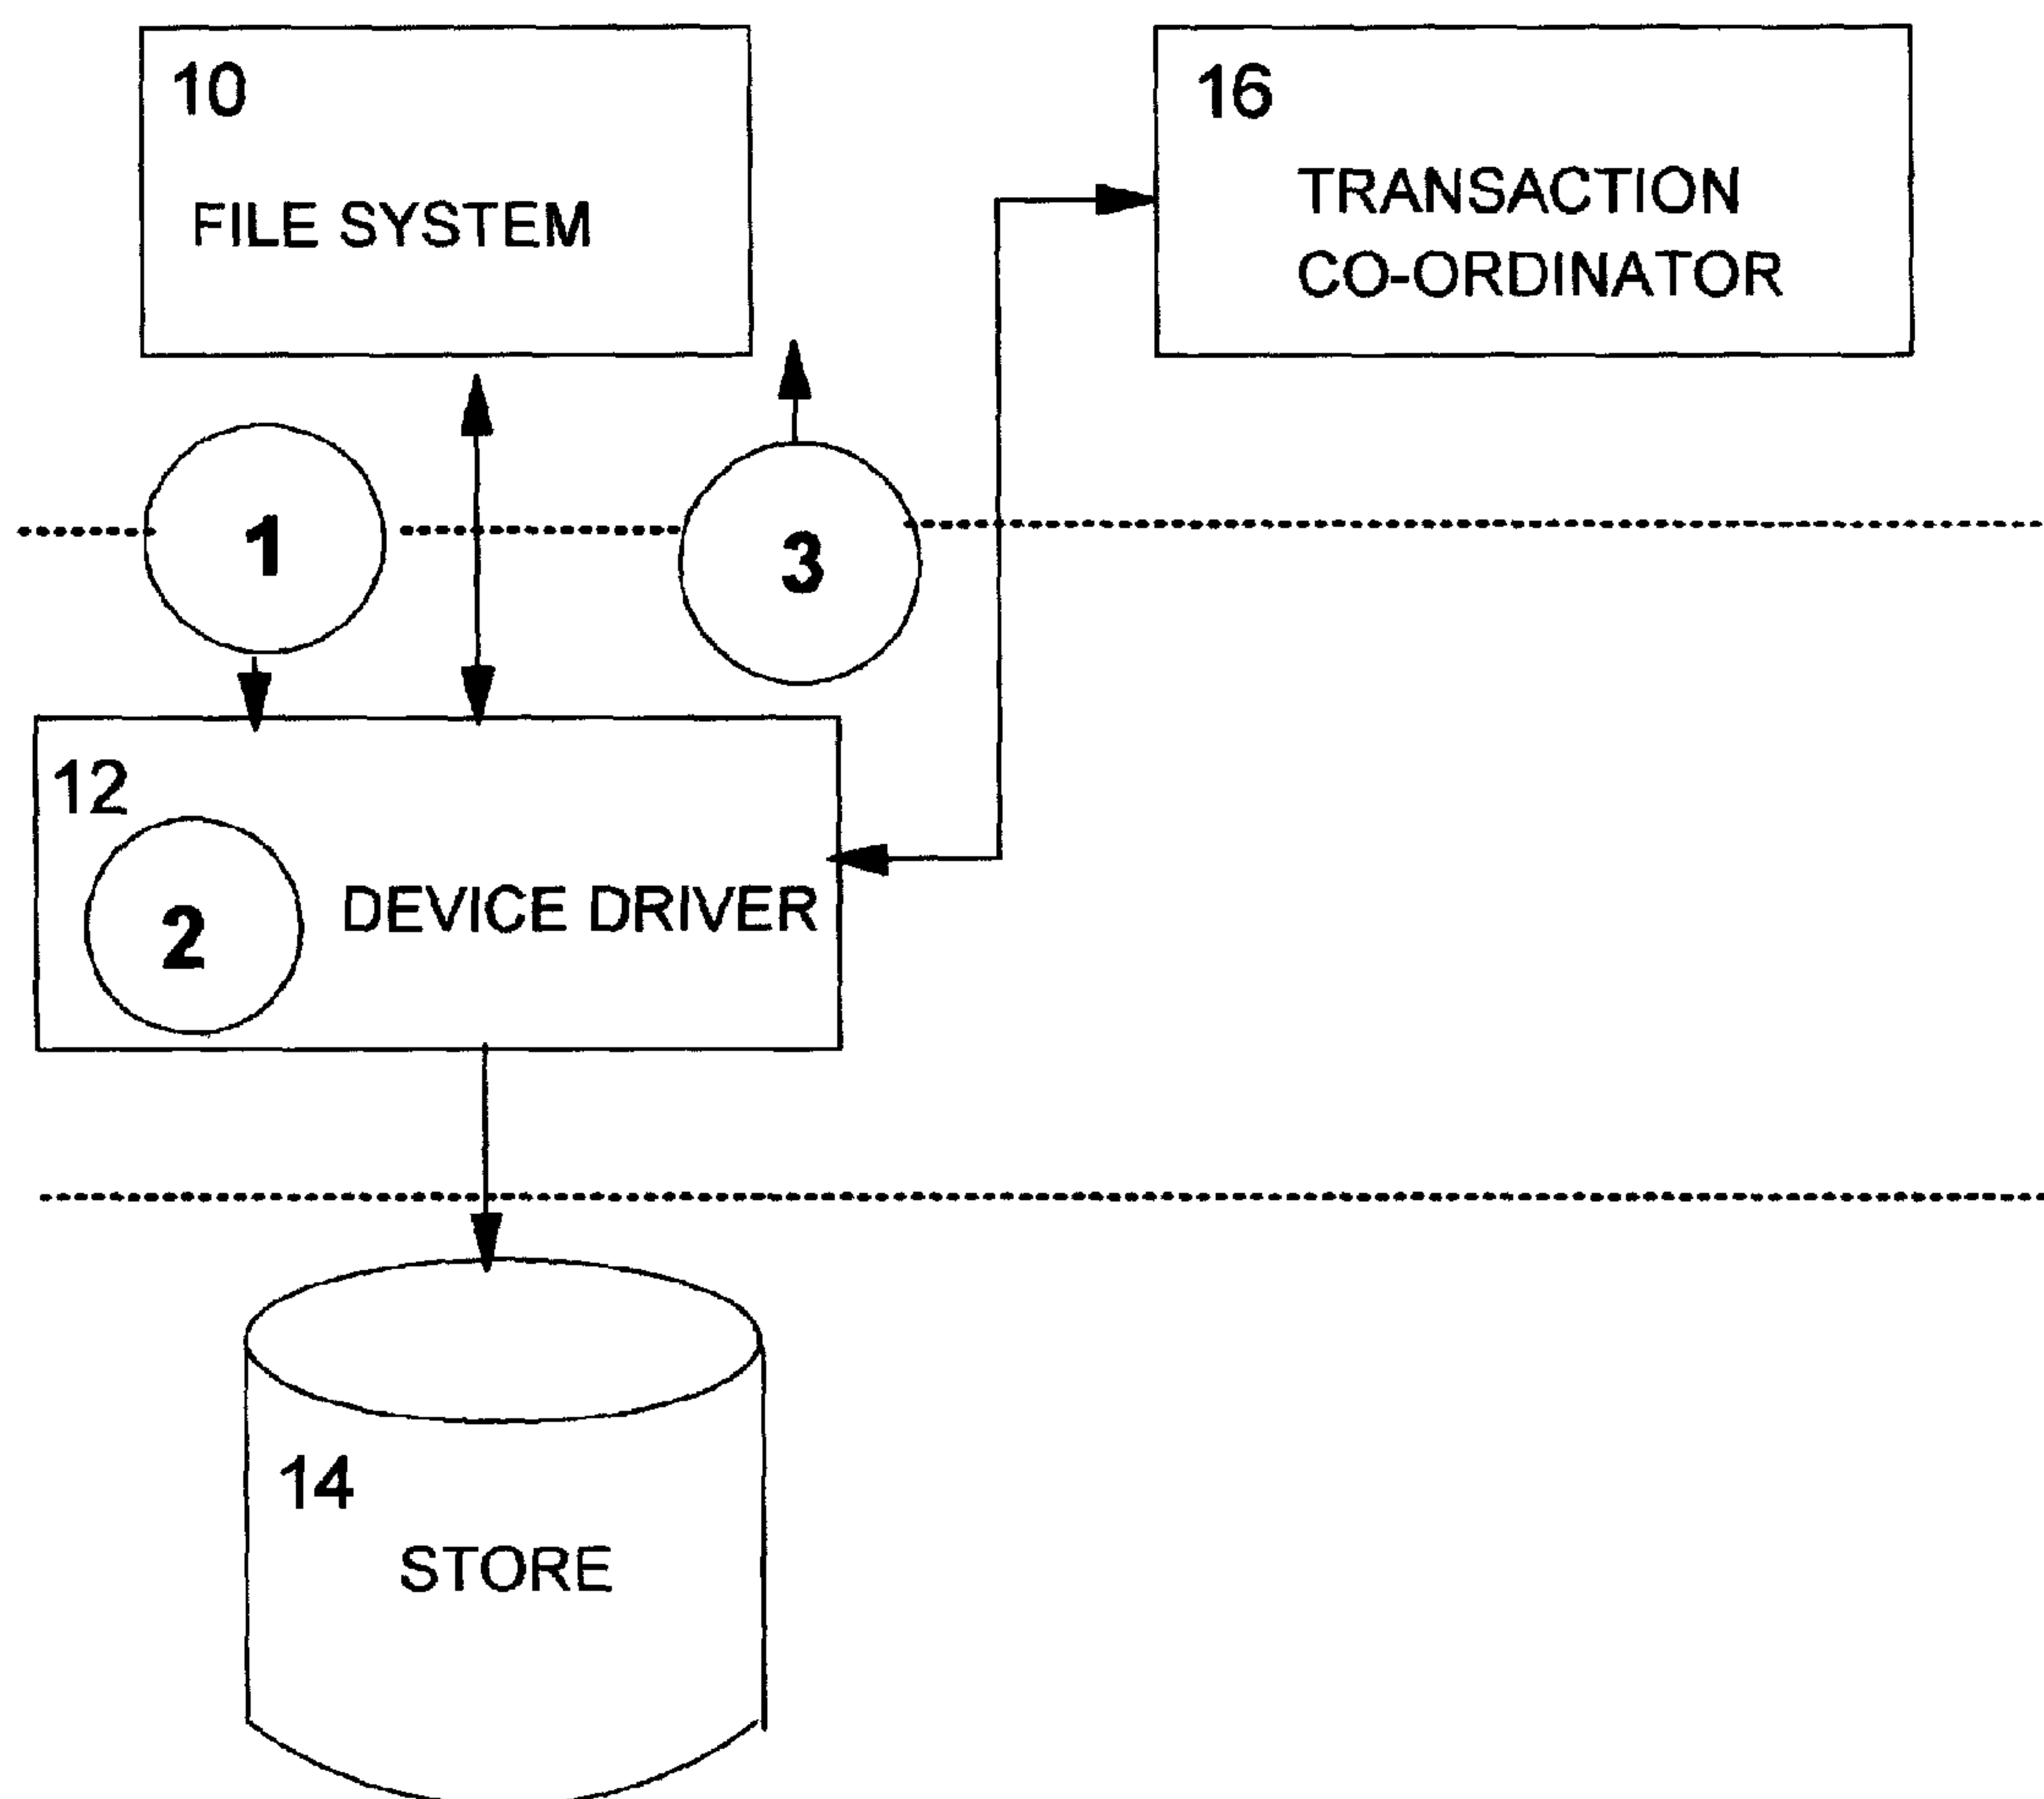 10
FILE SYSTEM
16
TRANSACTION
CO-ORDINATOR
1
3
12
2
DEVICE DRIVER
14
STORE